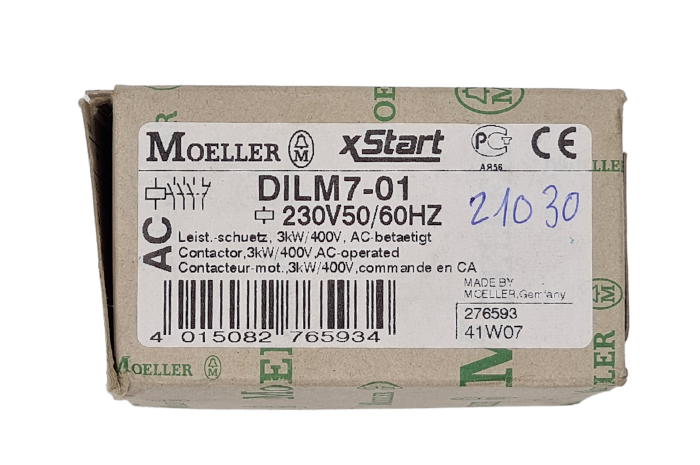 MOELLER xStart CE
AR56
DILM7-01
230V50/60HZ
21030
AC
Leist.-schuetz, 3kW/400V, AC-betaetigt
Contactor,3kW/400V,AC-operated
Contacteur-mot.,3kW/400V,commande en CA
MADE BY
MOELLER,Germany
276593
41W07
4 015082 765934
MOELLER